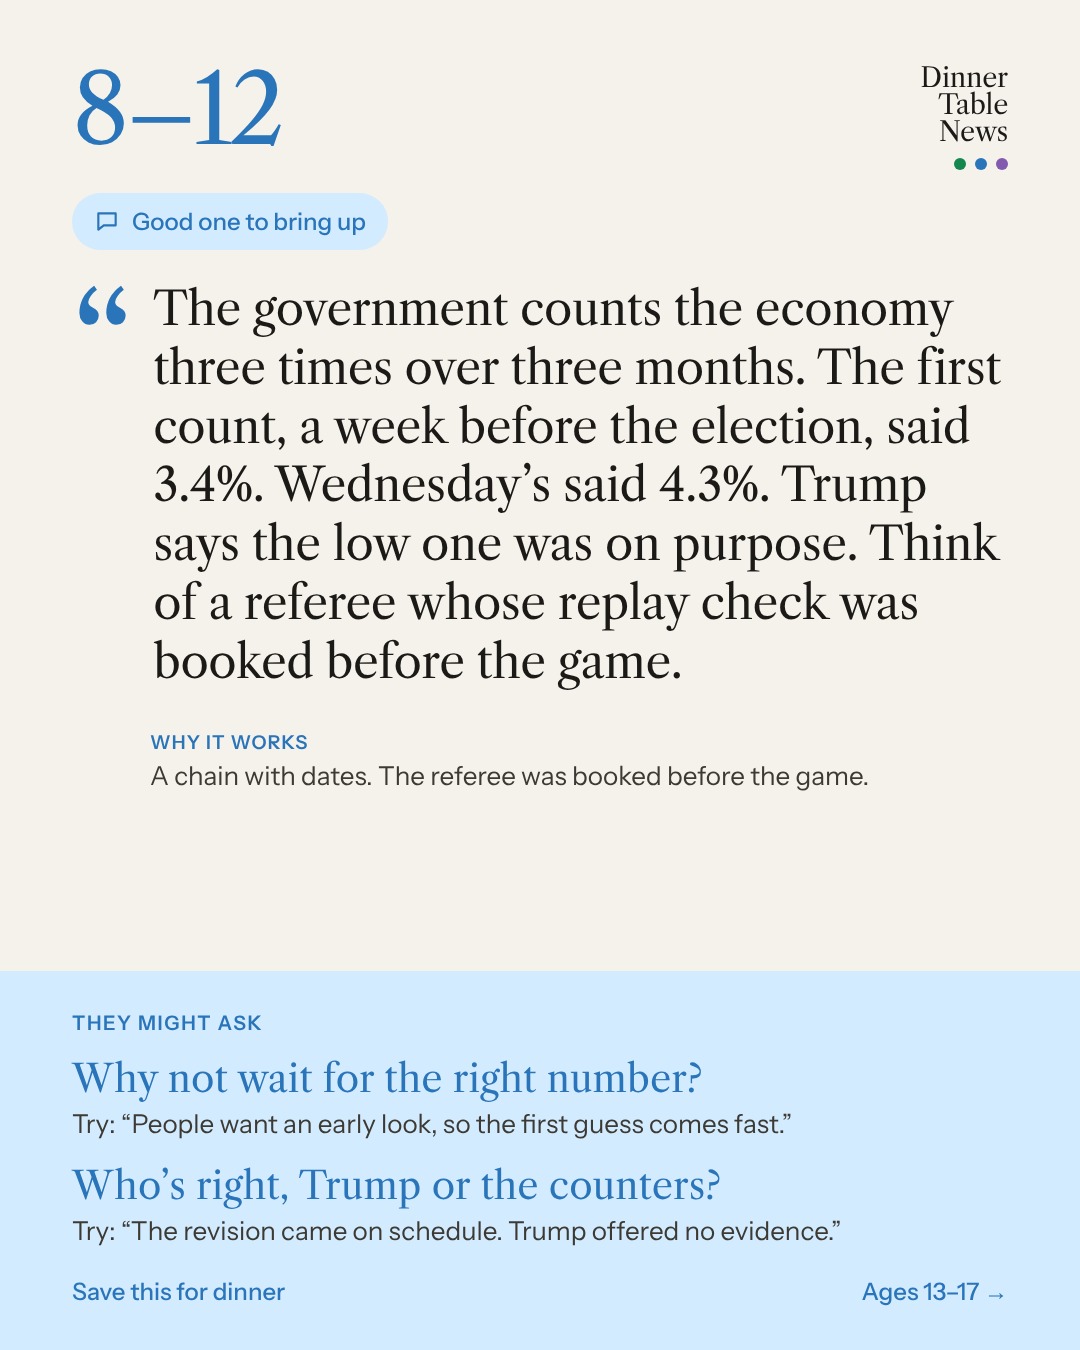 8–12
Dinner
Table
News
Good one to bring up
“ The government counts the economy
three times over three months. The first
count, a week before the election, said
3.4%. Wednesday’s said 4.3%. Trump
says the low one was on purpose. Think
of a referee whose replay check was
booked before the game.
WHY IT WORKS
A chain with dates. The referee was booked before the game.
THEY MIGHT ASK
Why not wait for the right number?
Try: “People want an early look, so the first guess comes fast.”
Who’s right, Trump or the counters?
Try: “The revision came on schedule. Trump offered no evidence.”
Save this for dinner
Ages 13–17 →